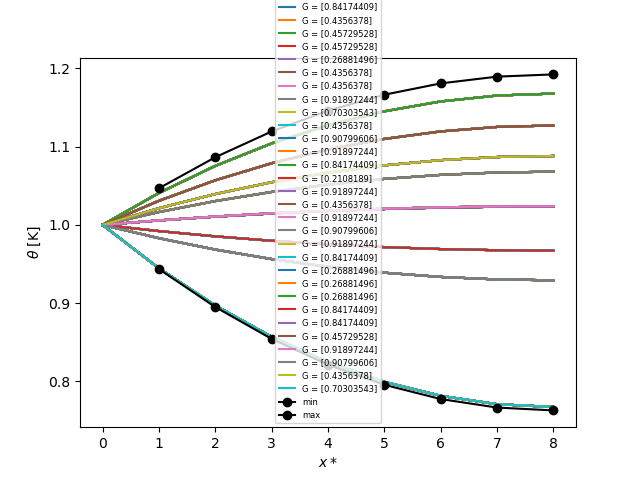 G = [0.84174409]
G = [0.4356378]
G = [0.45729528]
G = [0.45729528]
G = [0.26881496]
G = [0.4356378]
G = [0.4356378]
G = [0.91897244]
G = [0.70303543]
G = [0.4356378]
G = [0.90799606]
G = [0.91897244]
G = [0.84174409]
G = [0.2108189]
G = [0.91897244]
G = [0.4356378]
G = [0.91897244]
G = [0.90799606]
G = [0.91897244]
G = [0.84174409]
G = [0.26881496]
G = [0.26881496]
G = [0.26881496]
G = [0.84174409]
G = [0.84174409]
G = [0.45729528]
G = [0.91897244]
G = [0.90799606]
G = [0.4356378]
G = [0.70303543]
min
max
1.2
1.1
1.0
0.9
0.8
θ [K]
0 1 2 3 4 5 6 7 8
x *